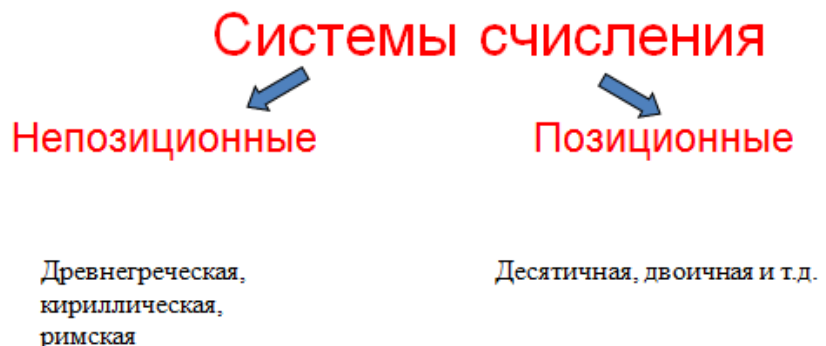 Системы счисления
Непозиционные
Позиционные
Древнегреческая,
кириллическая,
римская
Десятичная, двоичная и т.д.